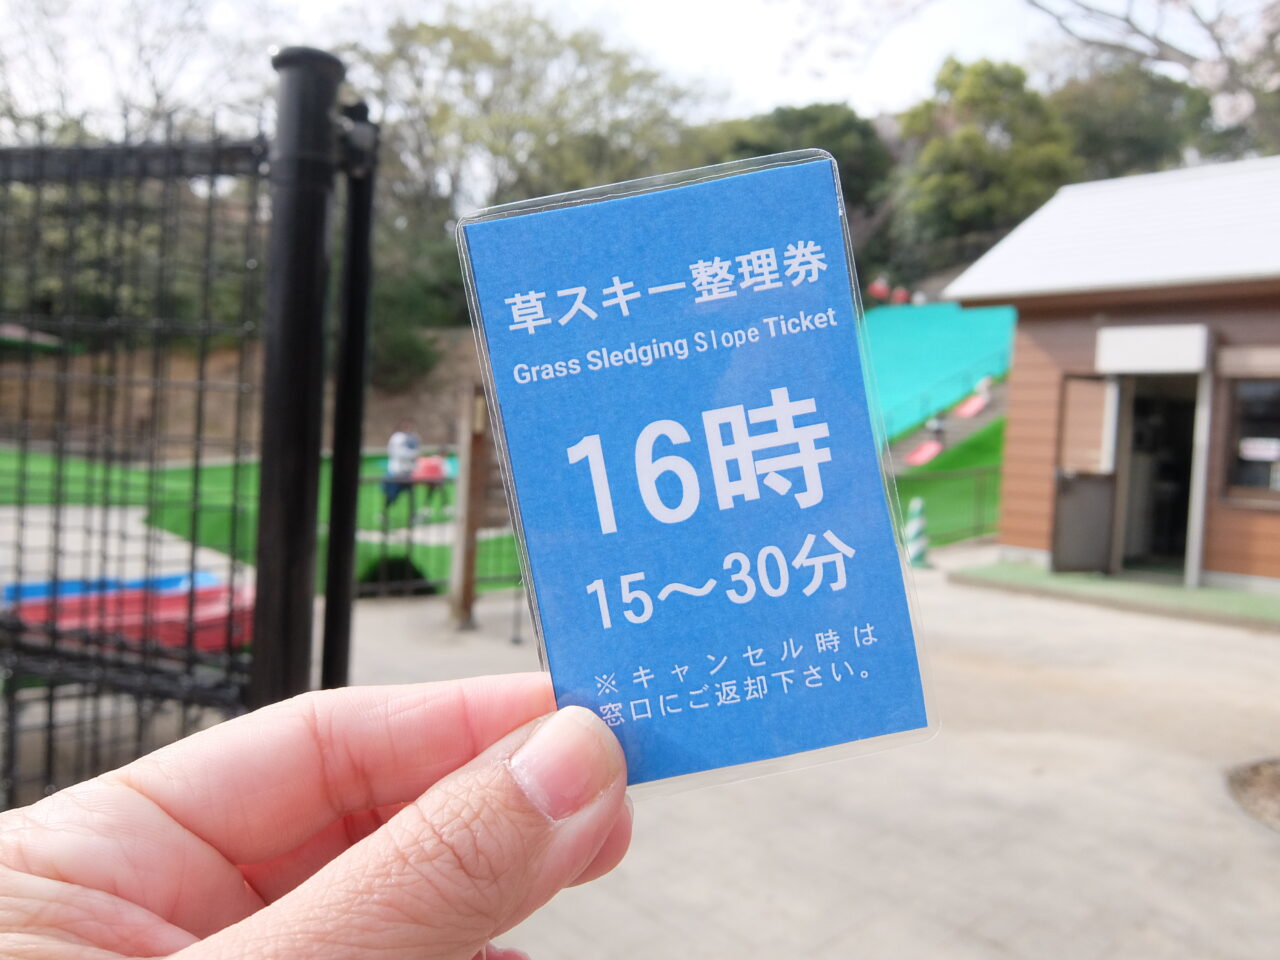 草スキー整理券
Grass Sledging Slope Ticket
16時
15〜30分
※キャンセル時は
窓口にご返却下さい。